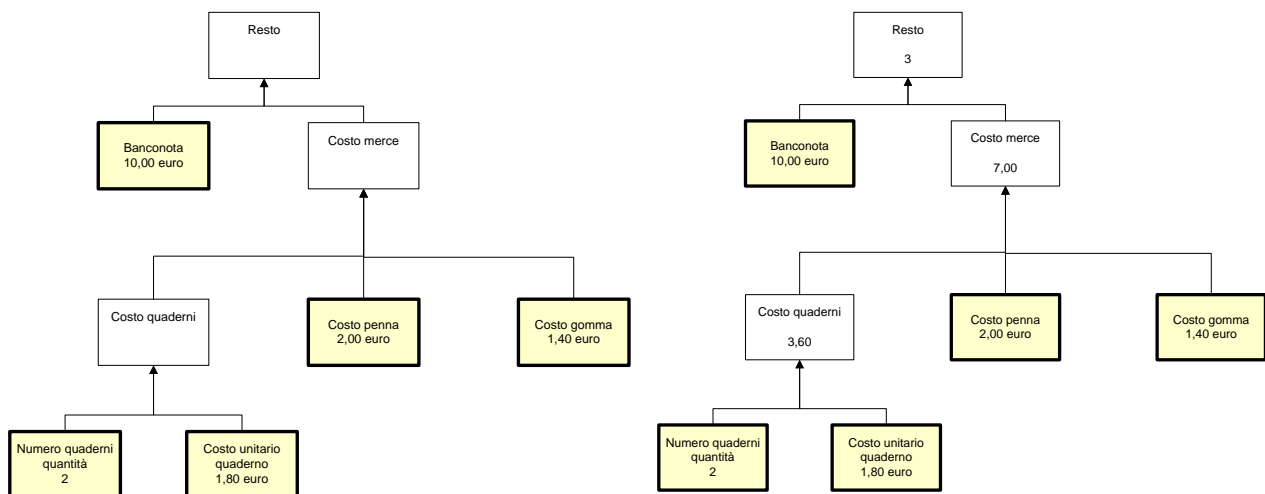 Resto
Banconota
10,00 euro
Costo merce
Costo quaderni
Costo penna
2,00 euro
Costo gomma
1,40 euro
Numero quaderni
quantità
2
Costo unitario
quaderno
1,80 euro
Resto
3
Banconota
10,00 euro
Costo merce
7,00
Costo quaderni
3,60
Costo penna
2,00 euro
Costo gomma
1,40 euro
Numero quaderni
quantità
2
Costo unitario
quaderno
1,80 euro